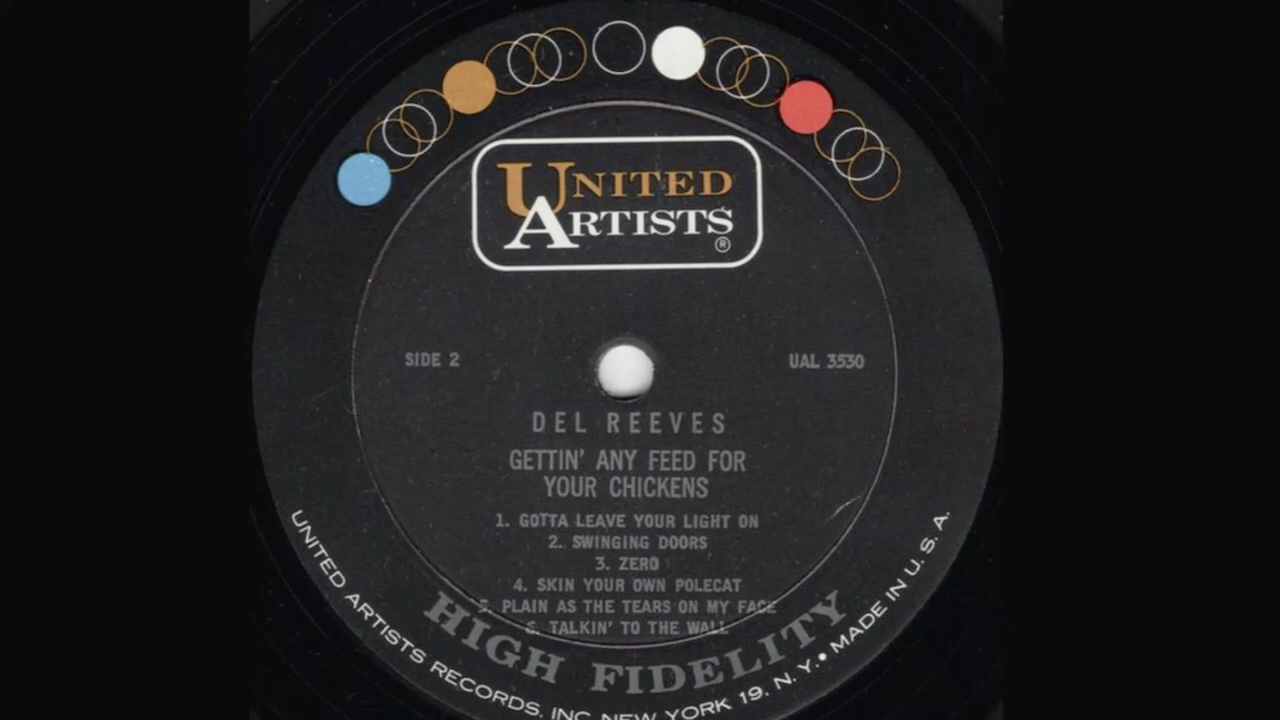 UNITED
ARTISTS
®
SIDE 2
UAL 3530
DEL REEVES
GETTIN' ANY FEED FOR
YOUR CHICKENS
1. GOTTA LEAVE YOUR LIGHT ON
2. SWINGING DOORS
3. ZERO
4. SKIN YOUR OWN POLECAT
5. PLAIN AS THE TEARS ON MY FACE
6. TALKIN' TO THE WALL
HIGH FIDELITY
UNITED ARTISTS RECORDS, INC. NEW YORK 19, N. Y. • MADE IN U. S. A.